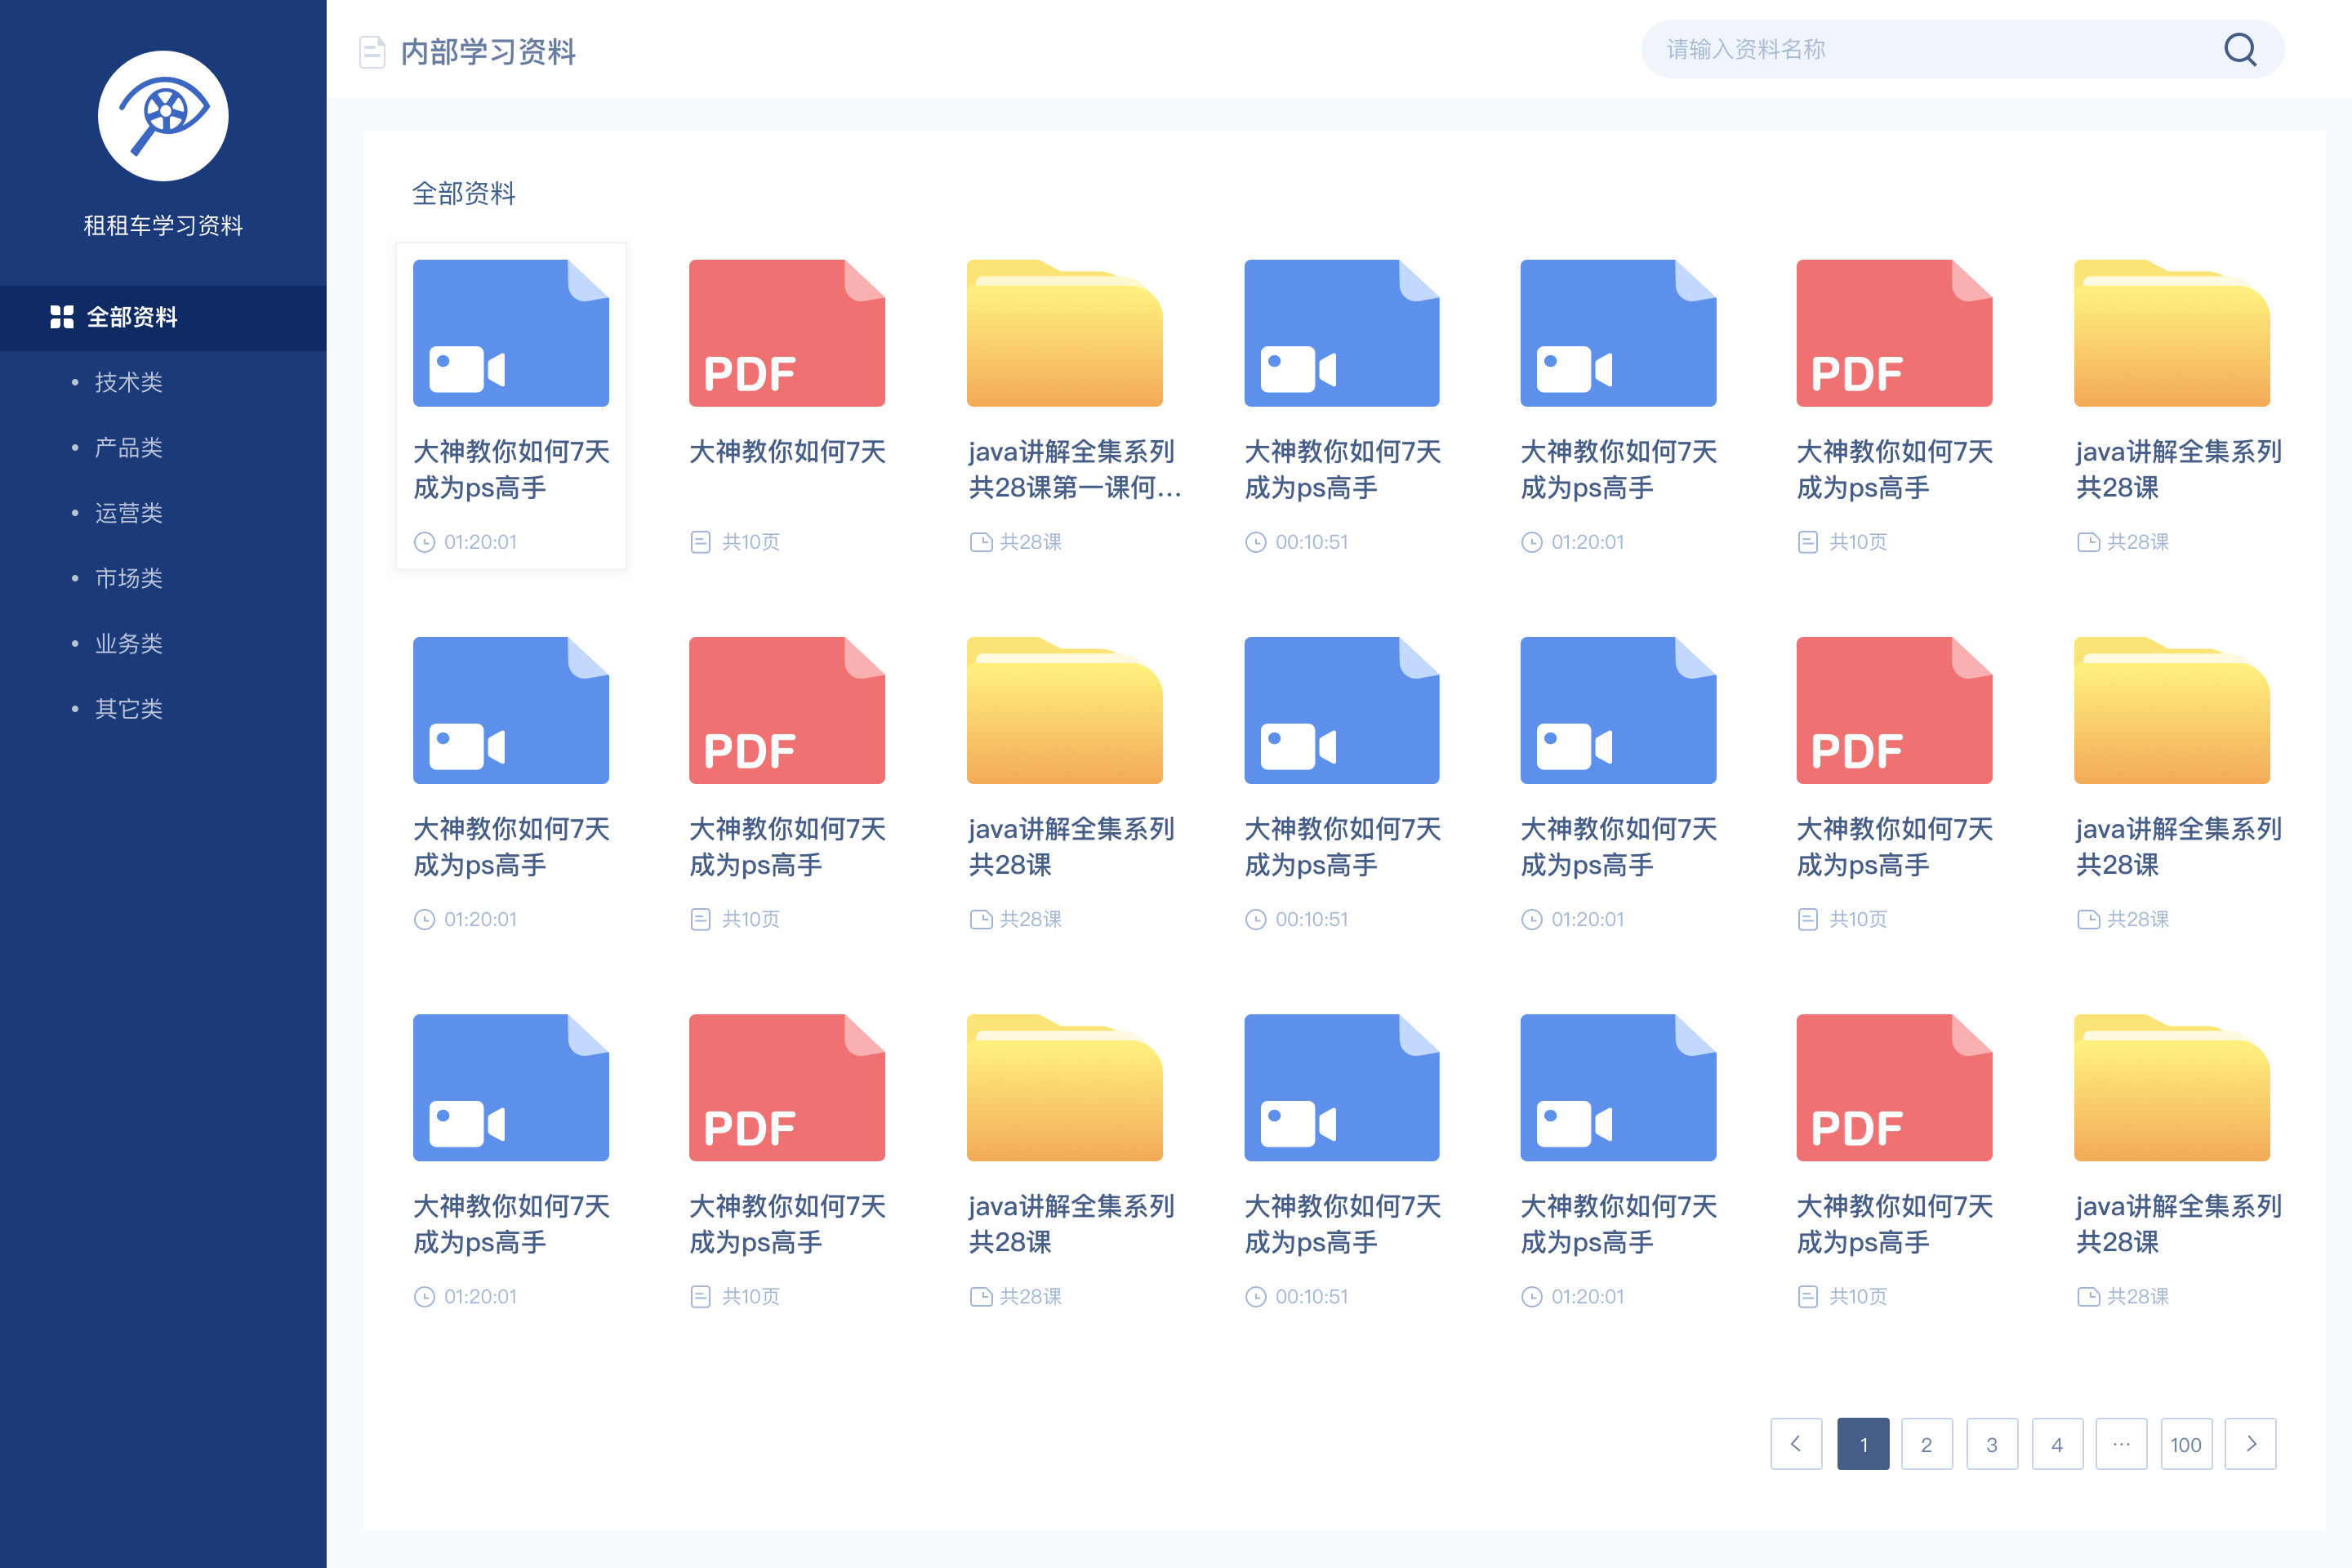 内部学习资料
请输入资料名称
租租车学习资料
全部资料
技术类
产品类
运营类
市场类
业务类
其它类
全部资料
PDF
PDF
大神教你如何7天
成为ps高手
01:20:01
大神教你如何7天
共10页
java讲解全集系列
共28课第一课何...
共28课
大神教你如何7天
成为ps高手
00:10:51
大神教你如何7天
成为ps高手
01:20:01
大神教你如何7天
成为ps高手
共10页
java讲解全集系列
共28课
共28课
PDF
PDF
大神教你如何7天
成为ps高手
01:20:01
大神教你如何7天
成为ps高手
共10页
java讲解全集系列
共28课
共28课
大神教你如何7天
成为ps高手
00:10:51
大神教你如何7天
成为ps高手
01:20:01
大神教你如何7天
成为ps高手
共10页
java讲解全集系列
共28课
共28课
PDF
PDF
大神教你如何7天
成为ps高手
01:20:01
大神教你如何7天
成为ps高手
共10页
java讲解全集系列
共28课
共28课
大神教你如何7天
成为ps高手
00:10:51
大神教你如何7天
成为ps高手
01:20:01
大神教你如何7天
成为ps高手
共10页
java讲解全集系列
共28课
共28课
1 2 3 4 ··· 100